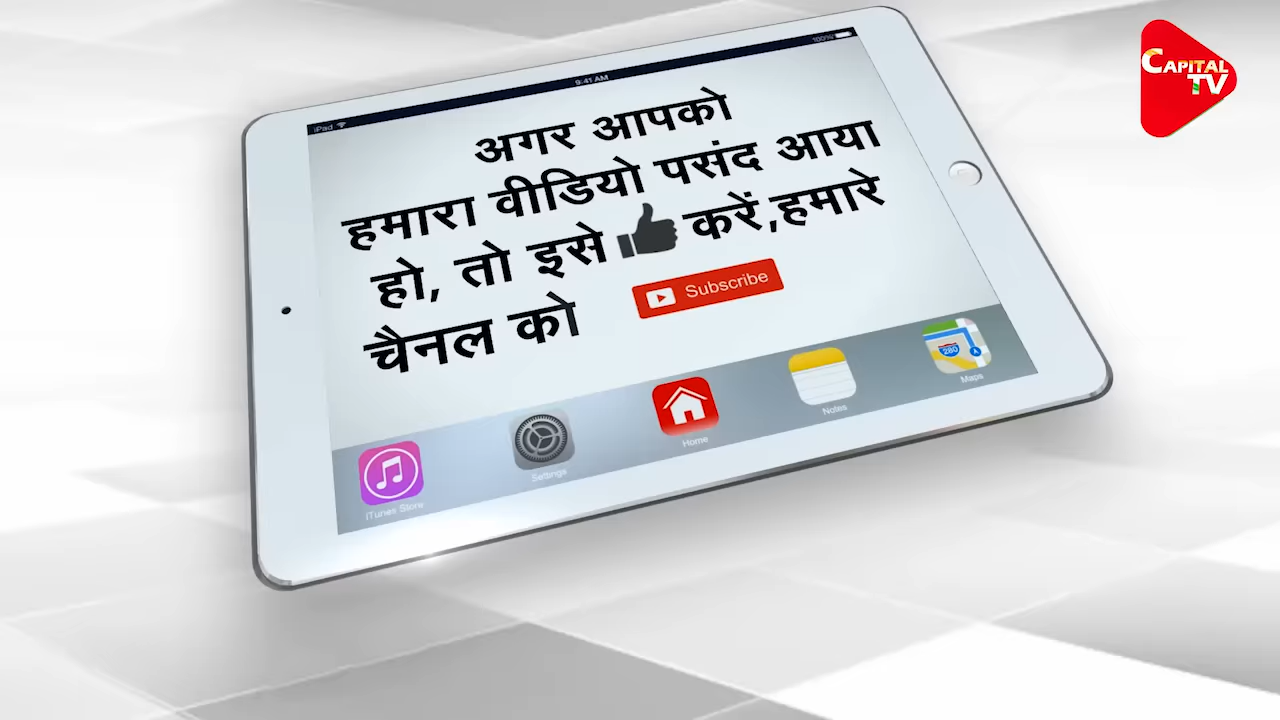 CAPITAL
TV
iPad
9:41 AM
100%
अगर आपको
हमारा वीडियो पसंद आया
हो, तो इसे करें,हमारे
चैनल को Subscribe
iTunes Store
Settings
Home
Notes
280
Maps